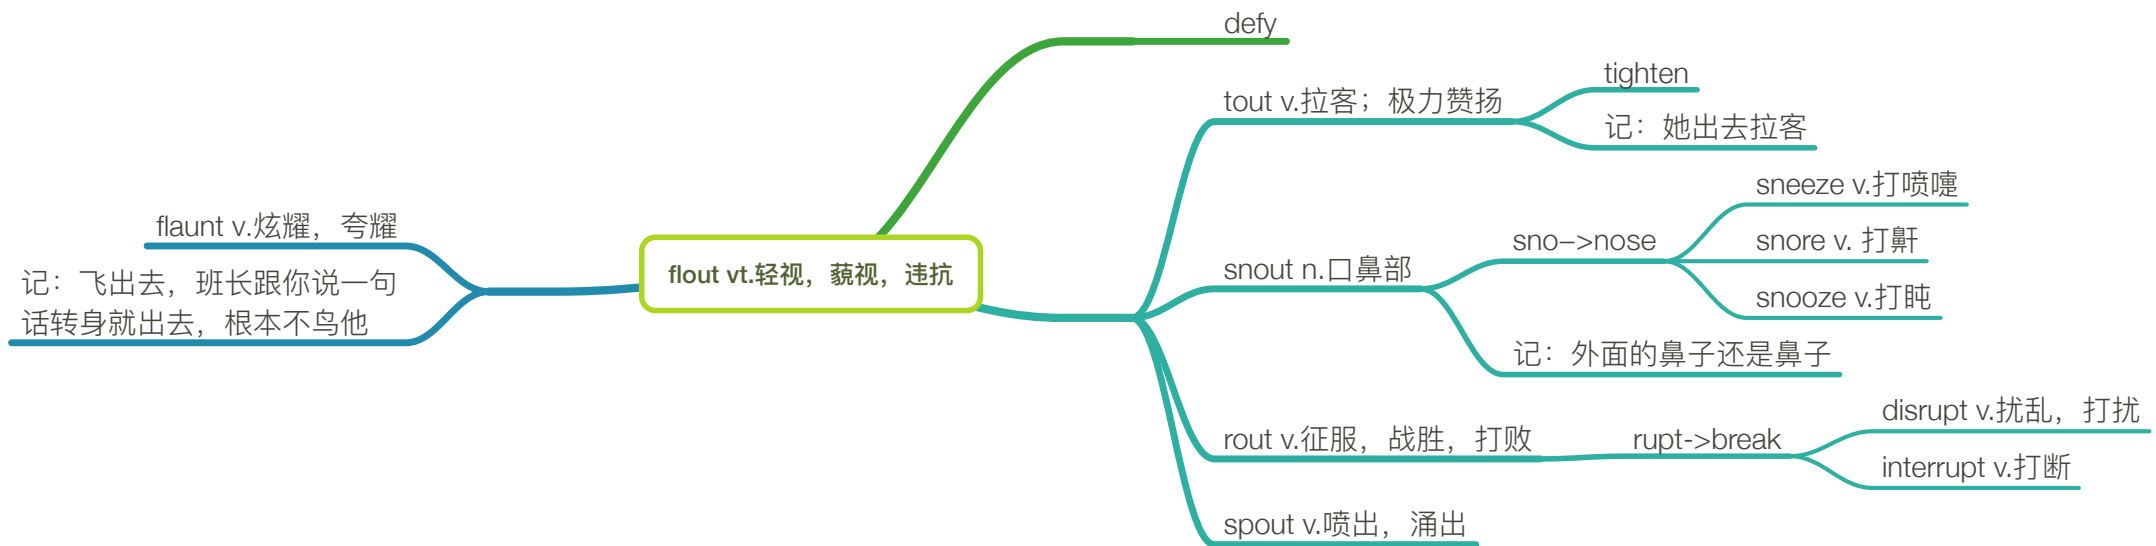 defy
tighten
tout v.拉客；极力赞扬
记：她出去拉客
sneeze v.打喷嚏
flaunt v.炫耀，夸耀
sno–>nose
snore v. 打鼾
flout vt.轻视，藐视，违抗
snout n.口鼻部
记：飞出去，班长跟你说一句
话转身就出去，根本不鸟他
snooze v.打盹
记：外面的鼻子还是鼻子
disrupt v.扰乱，打扰
rout v.征服，战胜，打败
rupt->break
interrupt v.打断
spout v.喷出，涌出